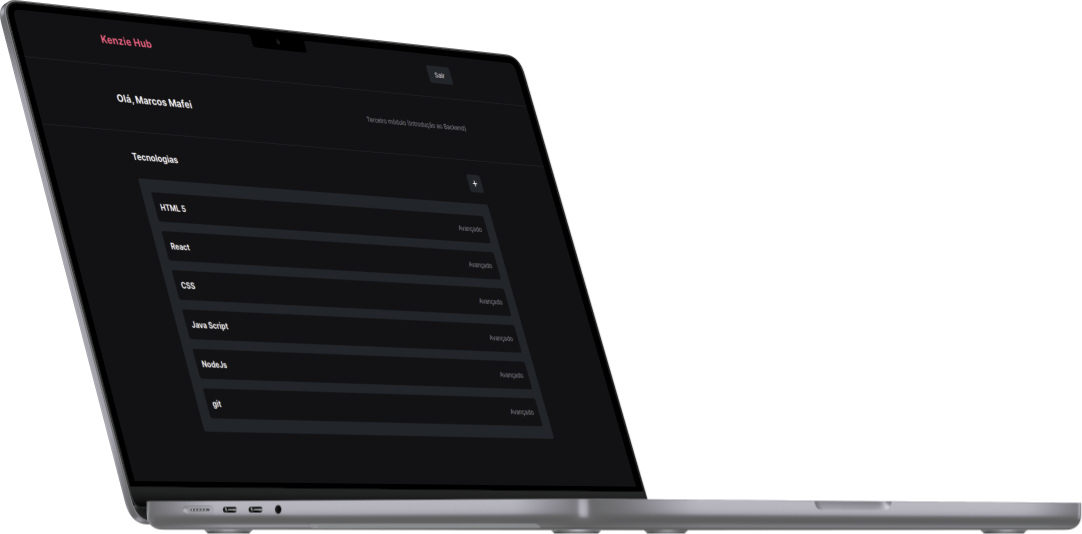 Kenzie Hub
Sair
Olá, Marcos Mafei
Terceiro módulo (Introdução ao Backend)
Tecnologias
+
HTML 5
Avançado
React
Avançado
CSS
Avançado
Java Script
Avançado
NodeJs
Avançado
git
Avançado